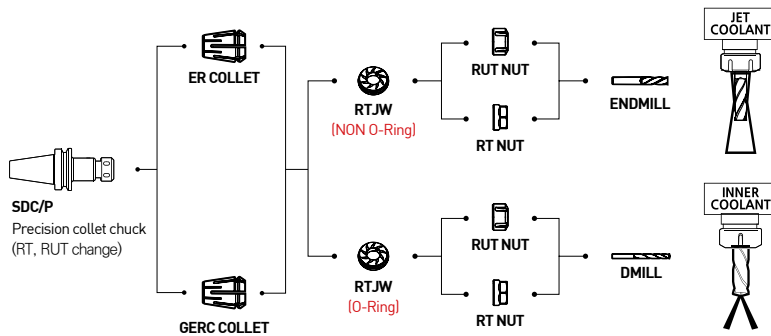 SDC/P
Precision collet chuck
(RT, RUT change)
ER COLLET
GERC COLLET
RTJW
(NON O-Ring)
RUT NUT
RT NUT
ENDMILL
JET
COOLANT
RTJW
(O-Ring)
RUT NUT
RT NUT
DMILL
INNER
COOLANT